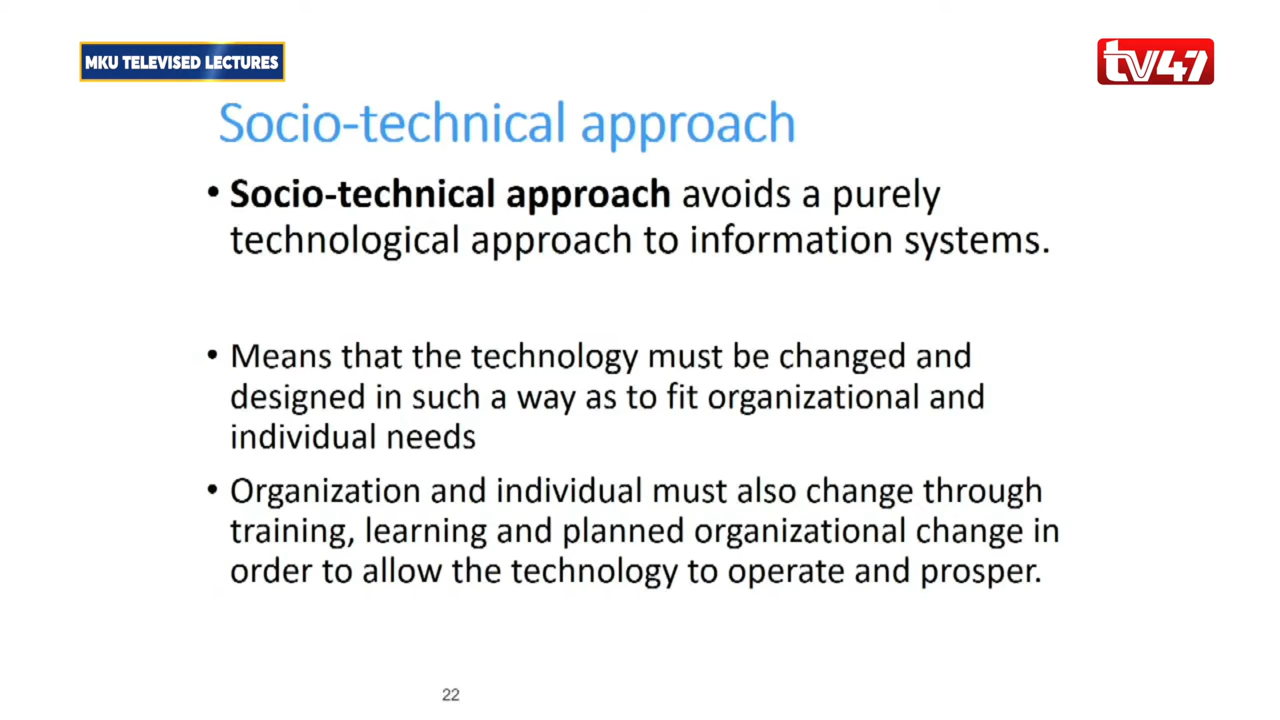 MKU TELEVISED LECTURES
tv47
Socio-technical approach
• Socio-technical approach avoids a purely
technological approach to information systems.
• Means that the technology must be changed and
designed in such a way as to fit organizational and
individual needs
• Organization and individual must also change through
training, learning and planned organizational change in
order to allow the technology to operate and prosper.
22